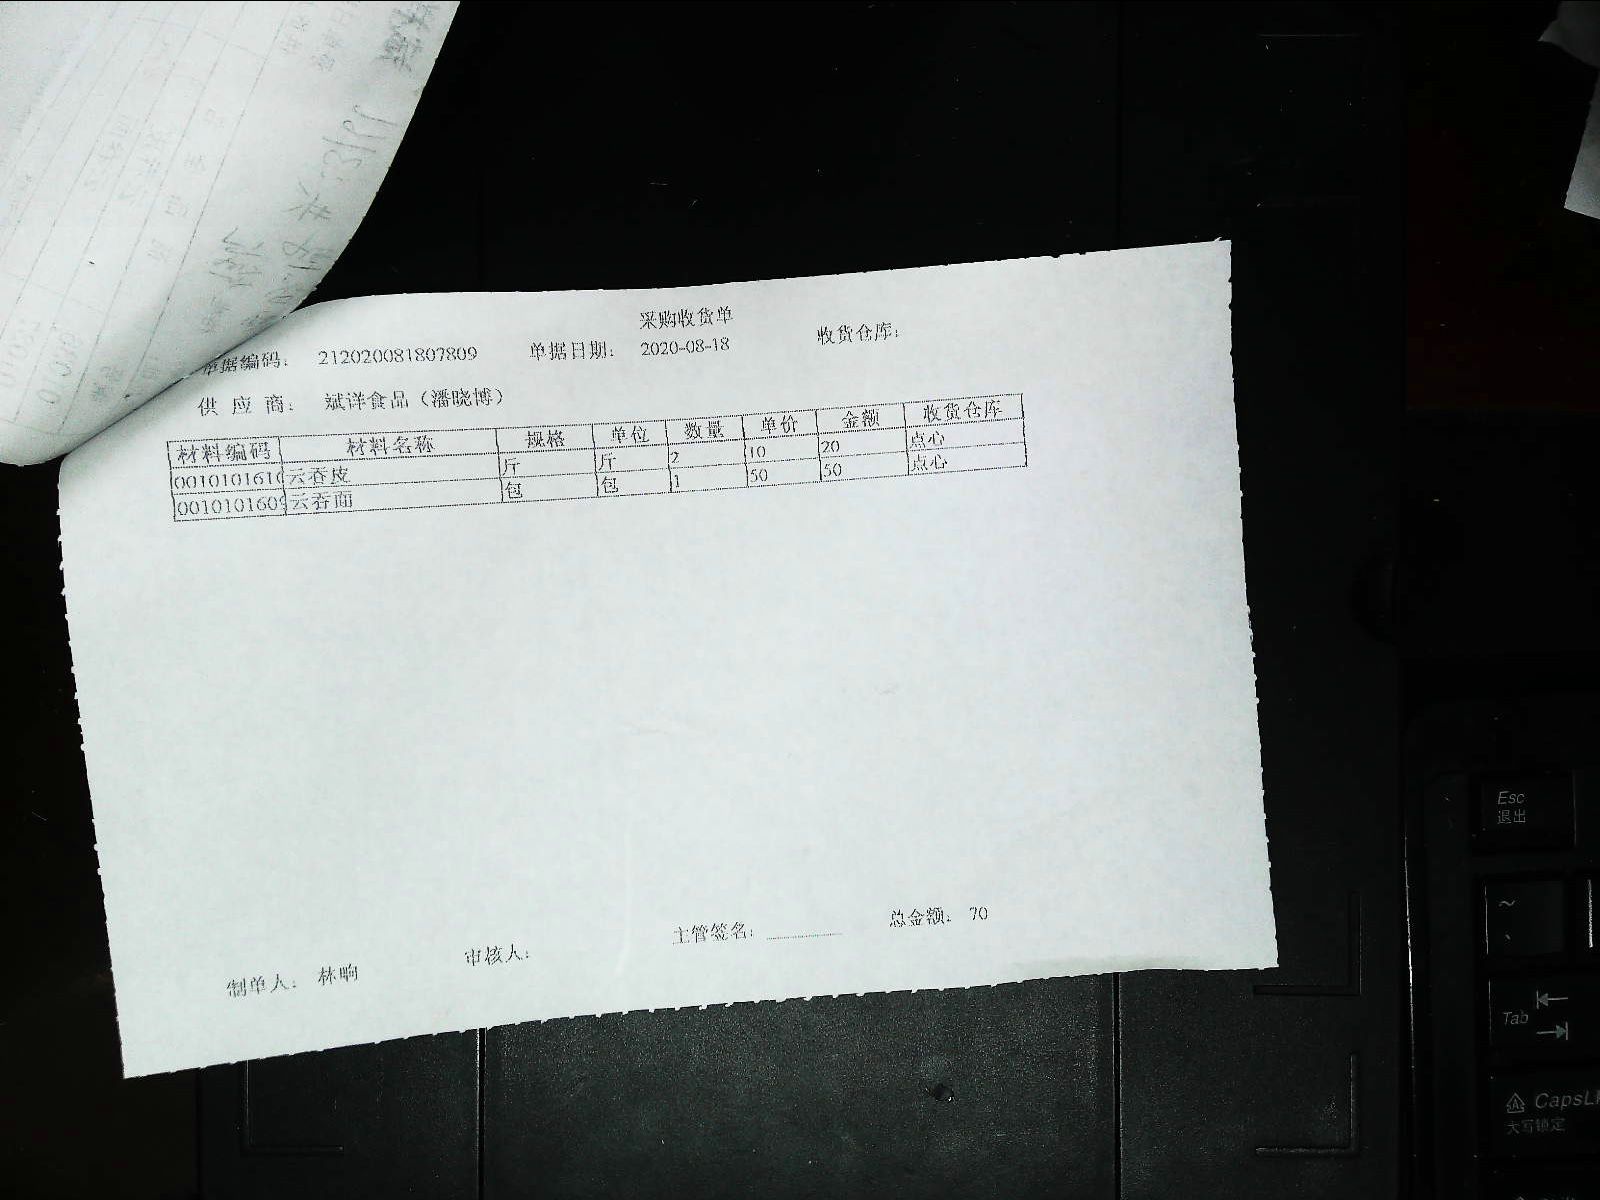 采购收货单
单据编码: 212020081807809 单据日期: 2020-08-18 收货仓库:
供 应 商: 斌详食品（潘晓博）
材料编码 材料名称 规格 单位 数量 单价 金额 收货仓库
001010161 云吞皮 斤 斤 2 10 20 点心
001010160 云吞面 包 包 1 50 50 点心
主管签名: 总金额: 70
制单人: 林响 审核人:
Esc
退出
~
Tab
CapsL
大写锁定